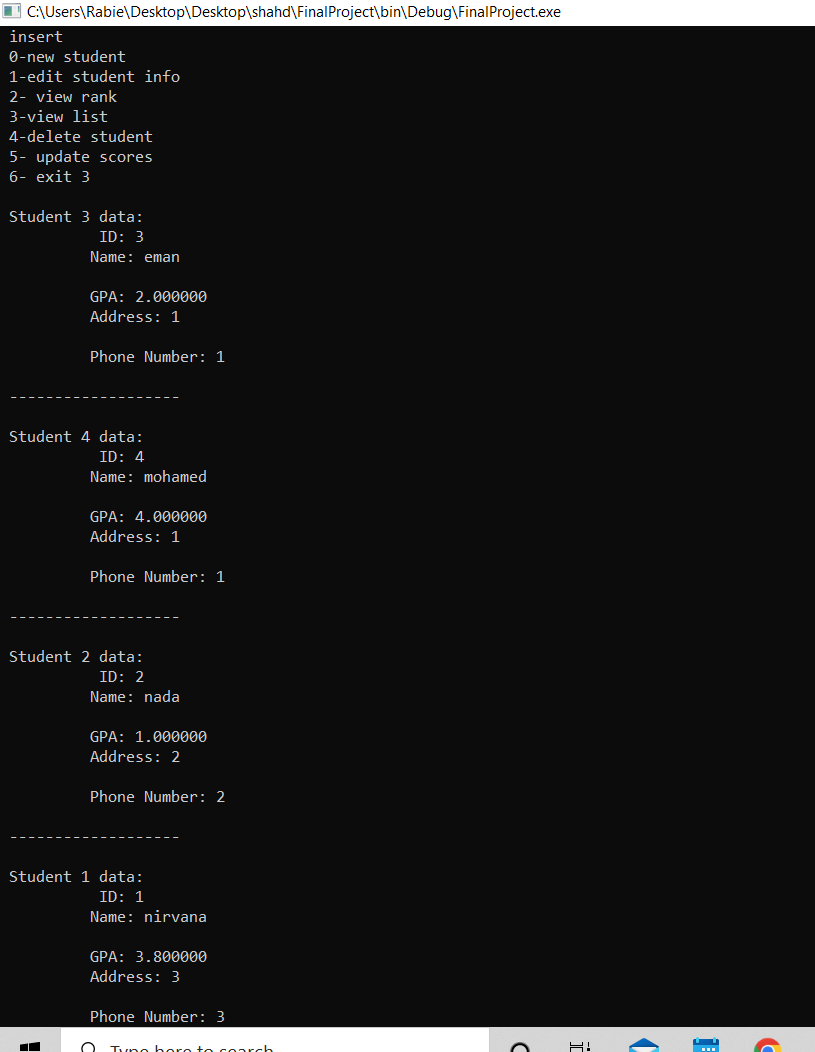 C:\Users\Rabie\Desktop\Desktop\shahd\FinalProject\bin\Debug\FinalProject.exe
insert
0-new student
1-edit student info
2- view rank
3-view list
4-delete student
5- update scores
6- exit 3
Student 3 data:
ID: 3
Name: eman
GPA: 2.000000
Address: 1
Phone Number: 1
-------------------
Student 4 data:
ID: 4
Name: mohamed
GPA: 4.000000
Address: 1
Phone Number: 1
-------------------
Student 2 data:
ID: 2
Name: nada
GPA: 1.000000
Address: 2
Phone Number: 2
-------------------
Student 1 data:
ID: 1
Name: nirvana
GPA: 3.800000
Address: 3
Phone Number: 3
Type here to search